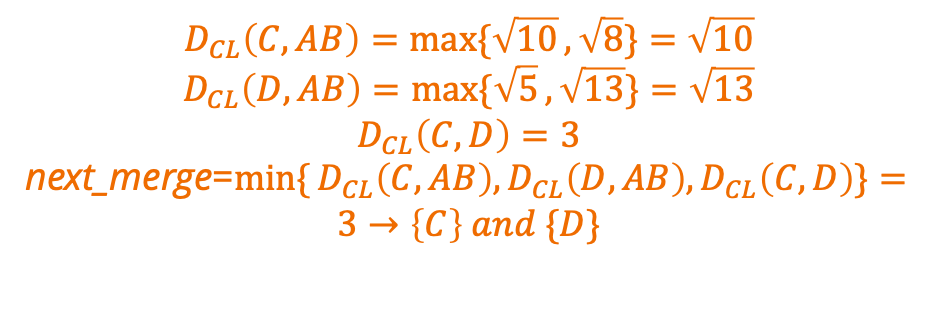 D_CL(C, AB) = max{√10, √8} = √10
D_CL(D, AB) = max{√5, √13} = √13
D_CL(C, D) = 3
next_merge=min{ D_CL(C, AB), D_CL(D, AB), D_CL(C, D)} =
3 → {C} and {D}